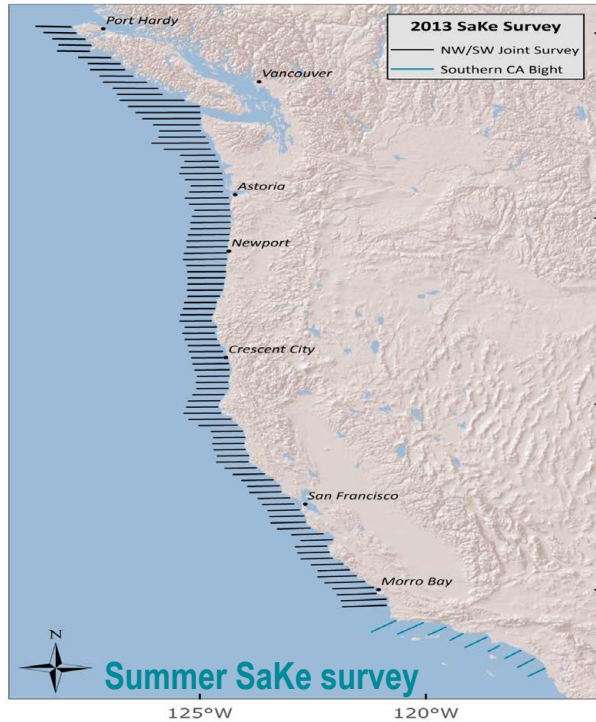 2013 SaKe Survey
NW/SW Joint Survey
Southern CA Bight
Port Hardy
Vancouver
Astoria
Newport
Crescent City
San Francisco
Morro Bay
N
Summer SaKe survey
125°W
120°W